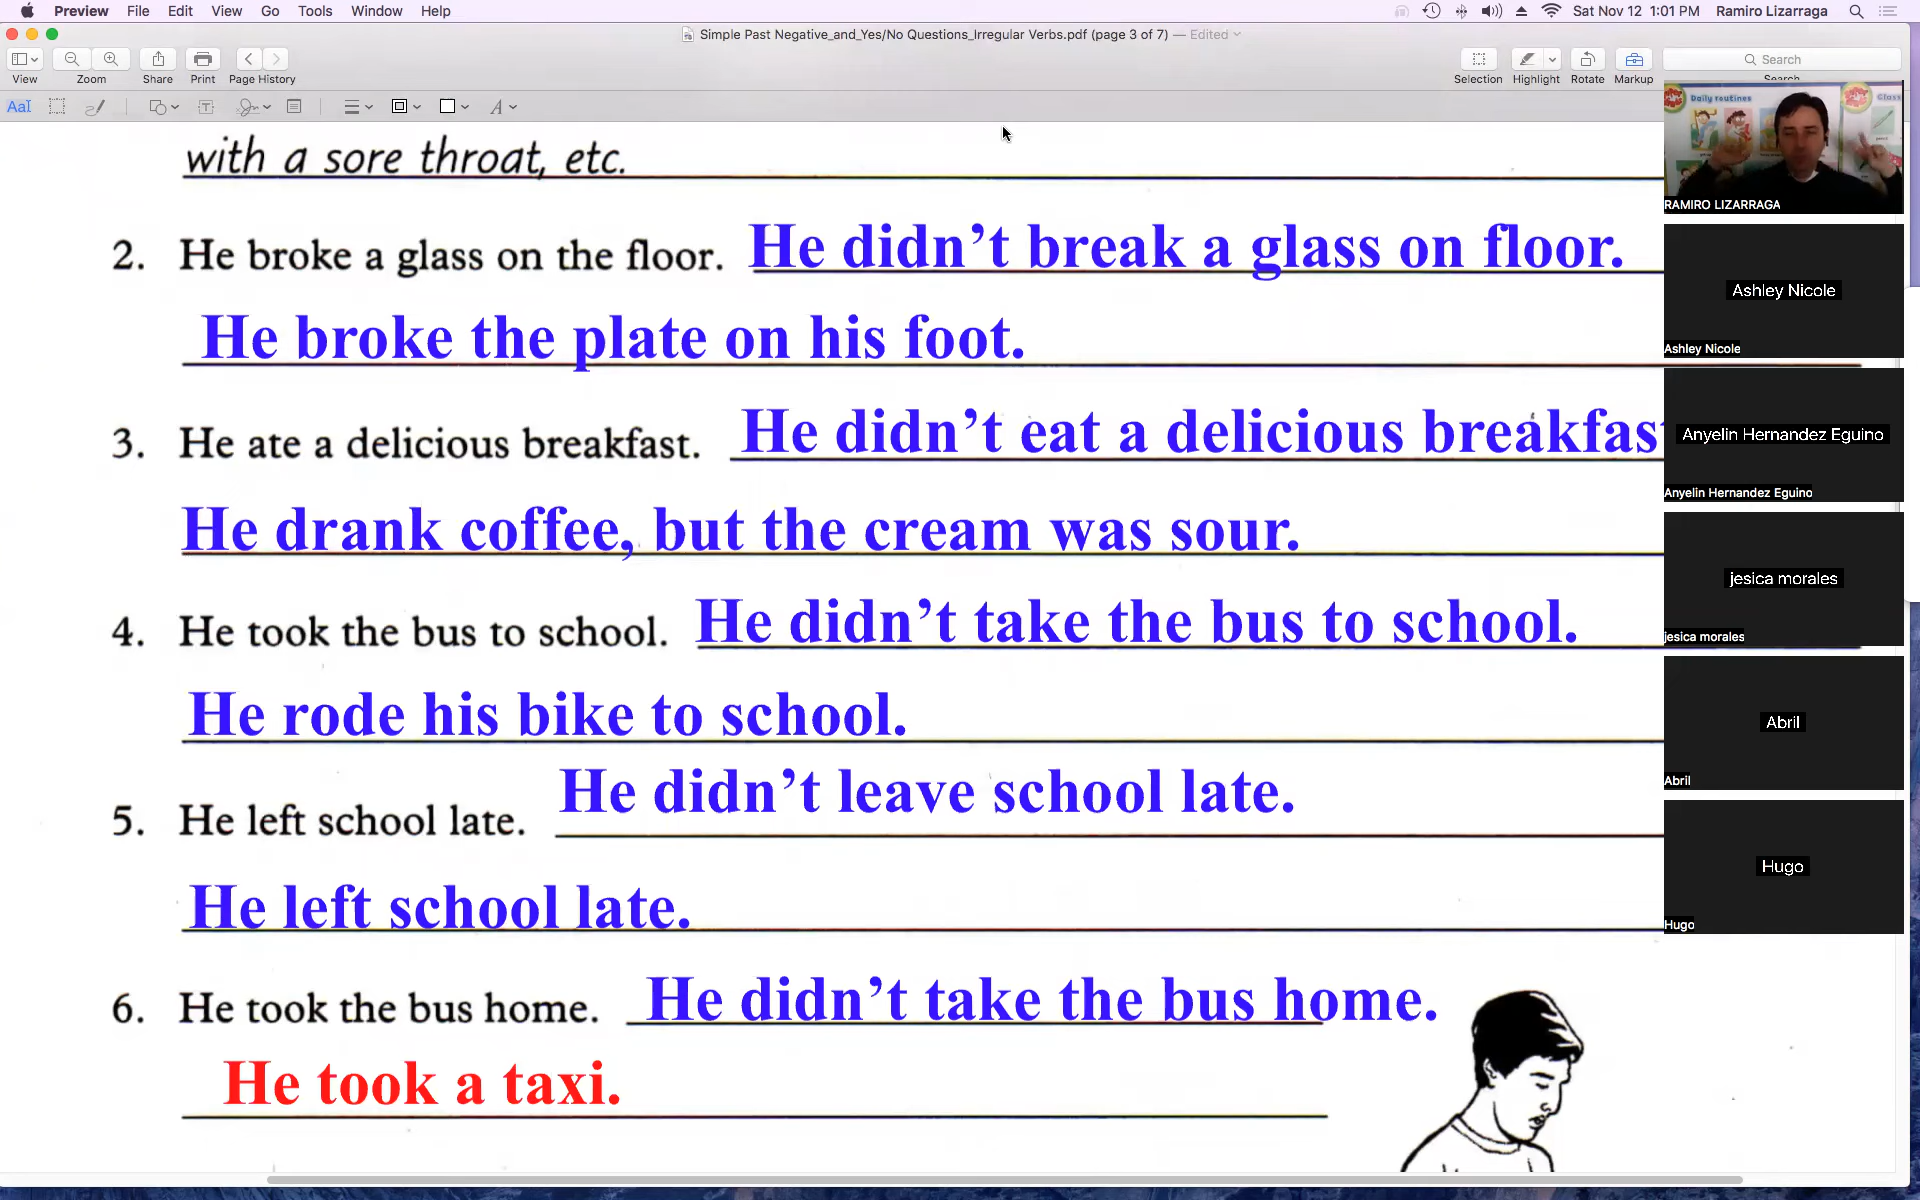 Preview File Edit View Go Tools Window Help Sat Nov 12 1:01 PM Ramiro Lizarraga
Simple Past Negative_and_Yes/No Questions_Irregular Verbs.pdf (page 3 of 7) — Edited
View Zoom Share Print Page History Selection Highlight Rotate Markup Search
Search
AaI
Daily routines
RAMIRO LIZARRAGA
with a sore throat, etc.
2. He broke a glass on the floor. He didn’t break a glass on floor.
He broke the plate on his foot.
Ashley Nicole
Ashley Nicole
3. He ate a delicious breakfast. He didn’t eat a delicious breakfast
He drank coffee, but the cream was sour.
Anyelin Hernandez Eguino
Anyelin Hernandez Eguino
4. He took the bus to school. He didn’t take the bus to school.
He rode his bike to school.
jesica morales
jesica morales
5. He left school late. He didn’t leave school late.
He left school late.
Abril
Abril
Hugo
Hugo
6. He took the bus home. He didn’t take the bus home.
He took a taxi.